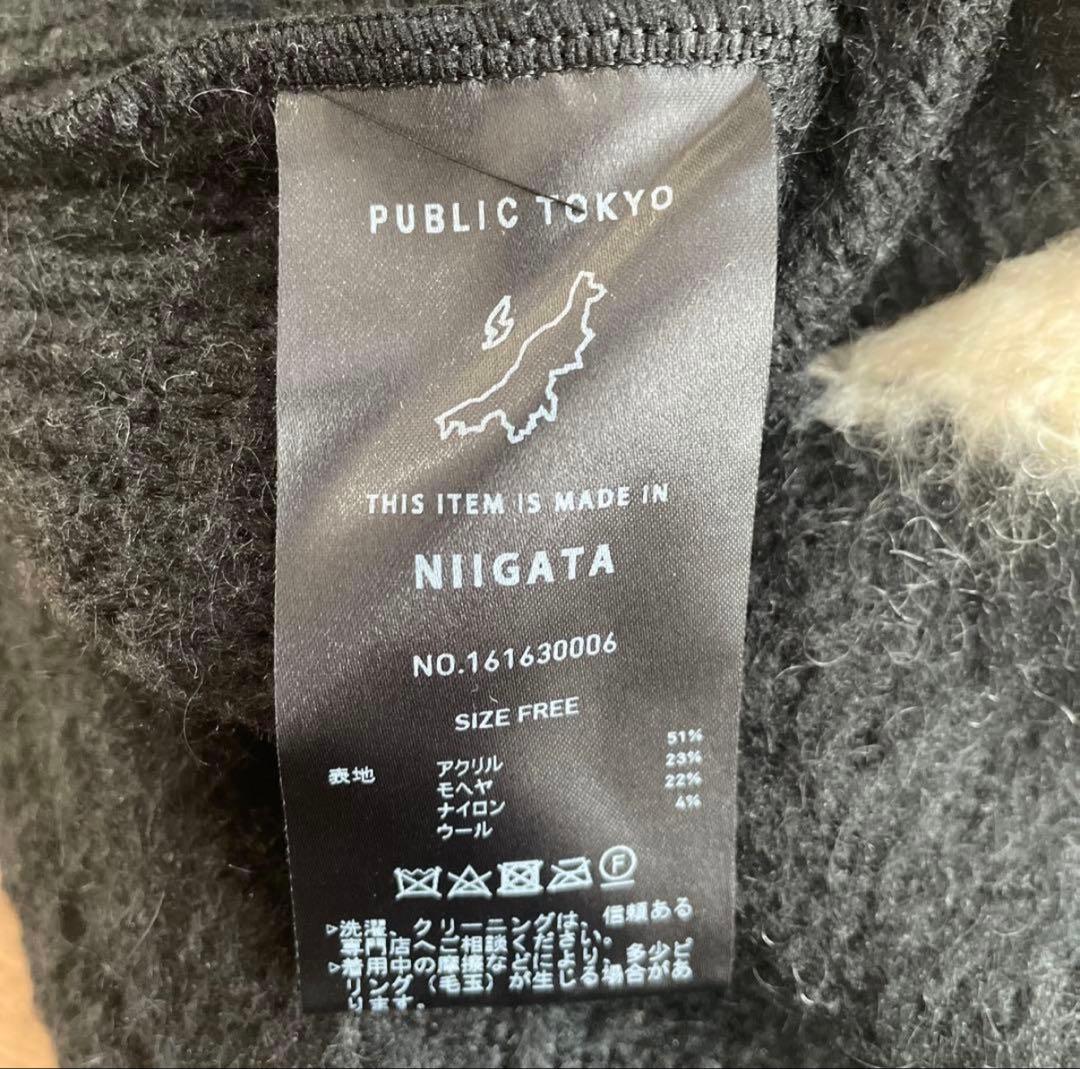 PUBLIC TOKYO
THIS ITEM IS MADE IN
NIIGATA
NO.161630006
SIZE FREE
表地 アクリル 51%
モヘヤ 23%
ナイロン 22%
ウール 4%
F
▷洗濯、クリーニングは、信頼ある
専門店へご相談ください。
▷着用中の摩擦などにより、多少ピ
リング(毛玉)が生じる場合があ
ります。